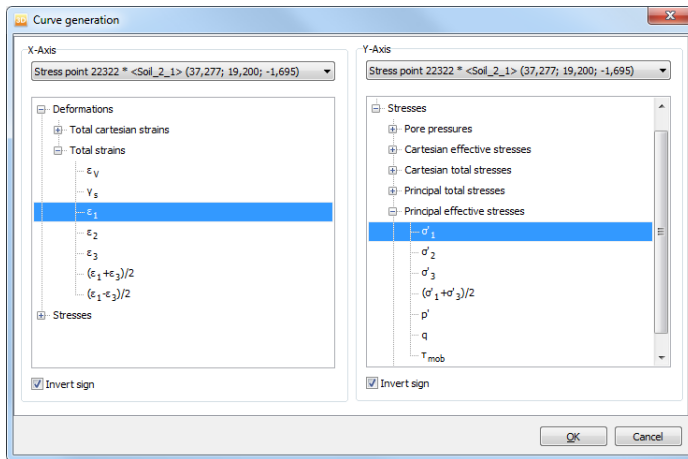 3D Curve generation
X-Axis
Stress point 22322 * <Soil_2_1> (37,277; 19,200; -1,695)
Deformations
Total cartesian strains
Total strains
εv
γs
ε1
ε2
ε3
(ε1+ε3)/2
(ε1-ε3)/2
Stresses
Invert sign
Y-Axis
Stress point 22322 * <Soil_2_1> (37,277; 19,200; -1,695)
Stresses
Pore pressures
Cartesian effective stresses
Cartesian total stresses
Principal total stresses
Principal effective stresses
σ'1
σ'2
σ'3
(σ'1+σ'3)/2
p'
q
τmob
Invert sign
OK
Cancel